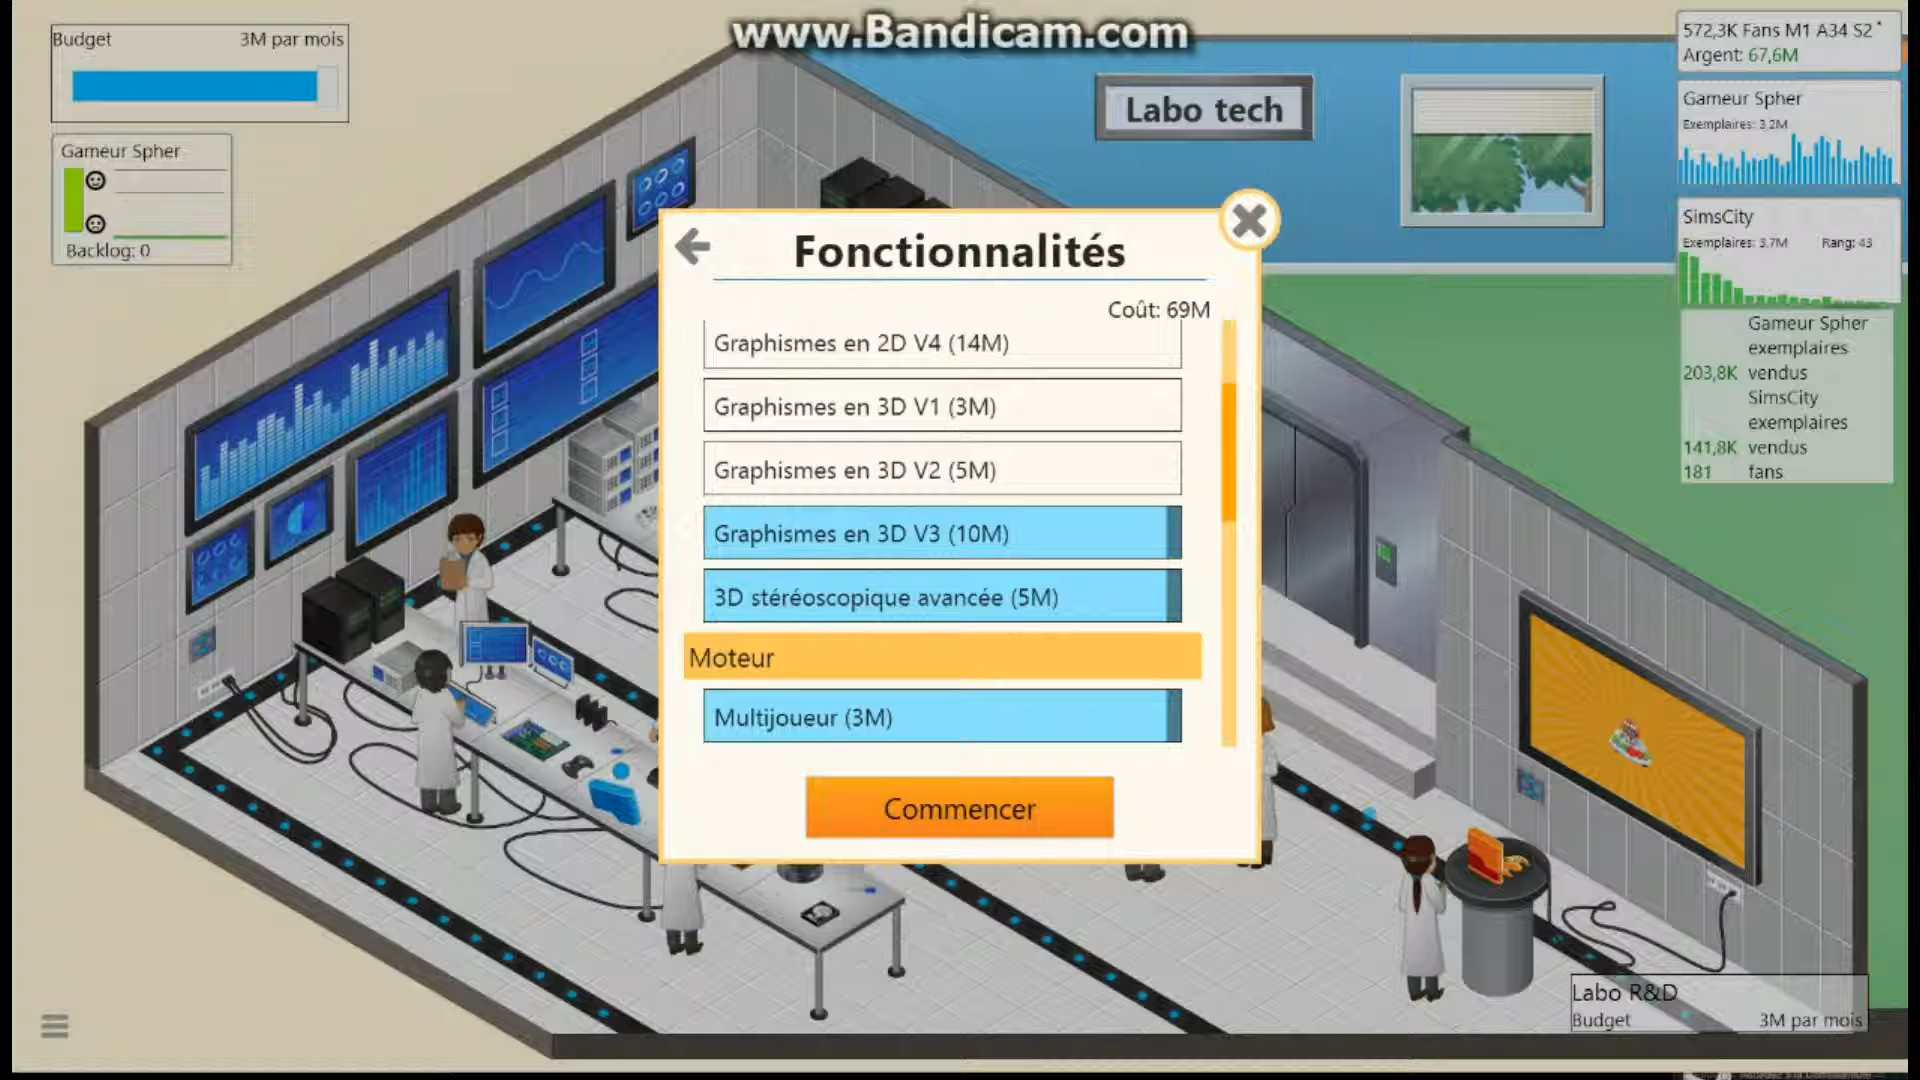 www.Bandicam.com
Budget 3M par mois
Gameur Spher
Backlog: 0
Labo tech
572,3K Fans M1 A34 S2
Argent: 67,6M
Gameur Spher
Exemplaires: 3,2M
SimsCity
Exemplaires: 3,7M Rang: 43
Gameur Spher
exemplaires
203,8K vendus
SimsCity
exemplaires
141,8K vendus
181 fans
Fonctionnalités
Coût: 69M
Graphismes en 2D V4 (14M)
Graphismes en 3D V1 (3M)
Graphismes en 3D V2 (5M)
Graphismes en 3D V3 (10M)
3D stéréoscopique avancée (5M)
Moteur
Multijoueur (3M)
Commencer
Labo R&D
Budget 3M par mois